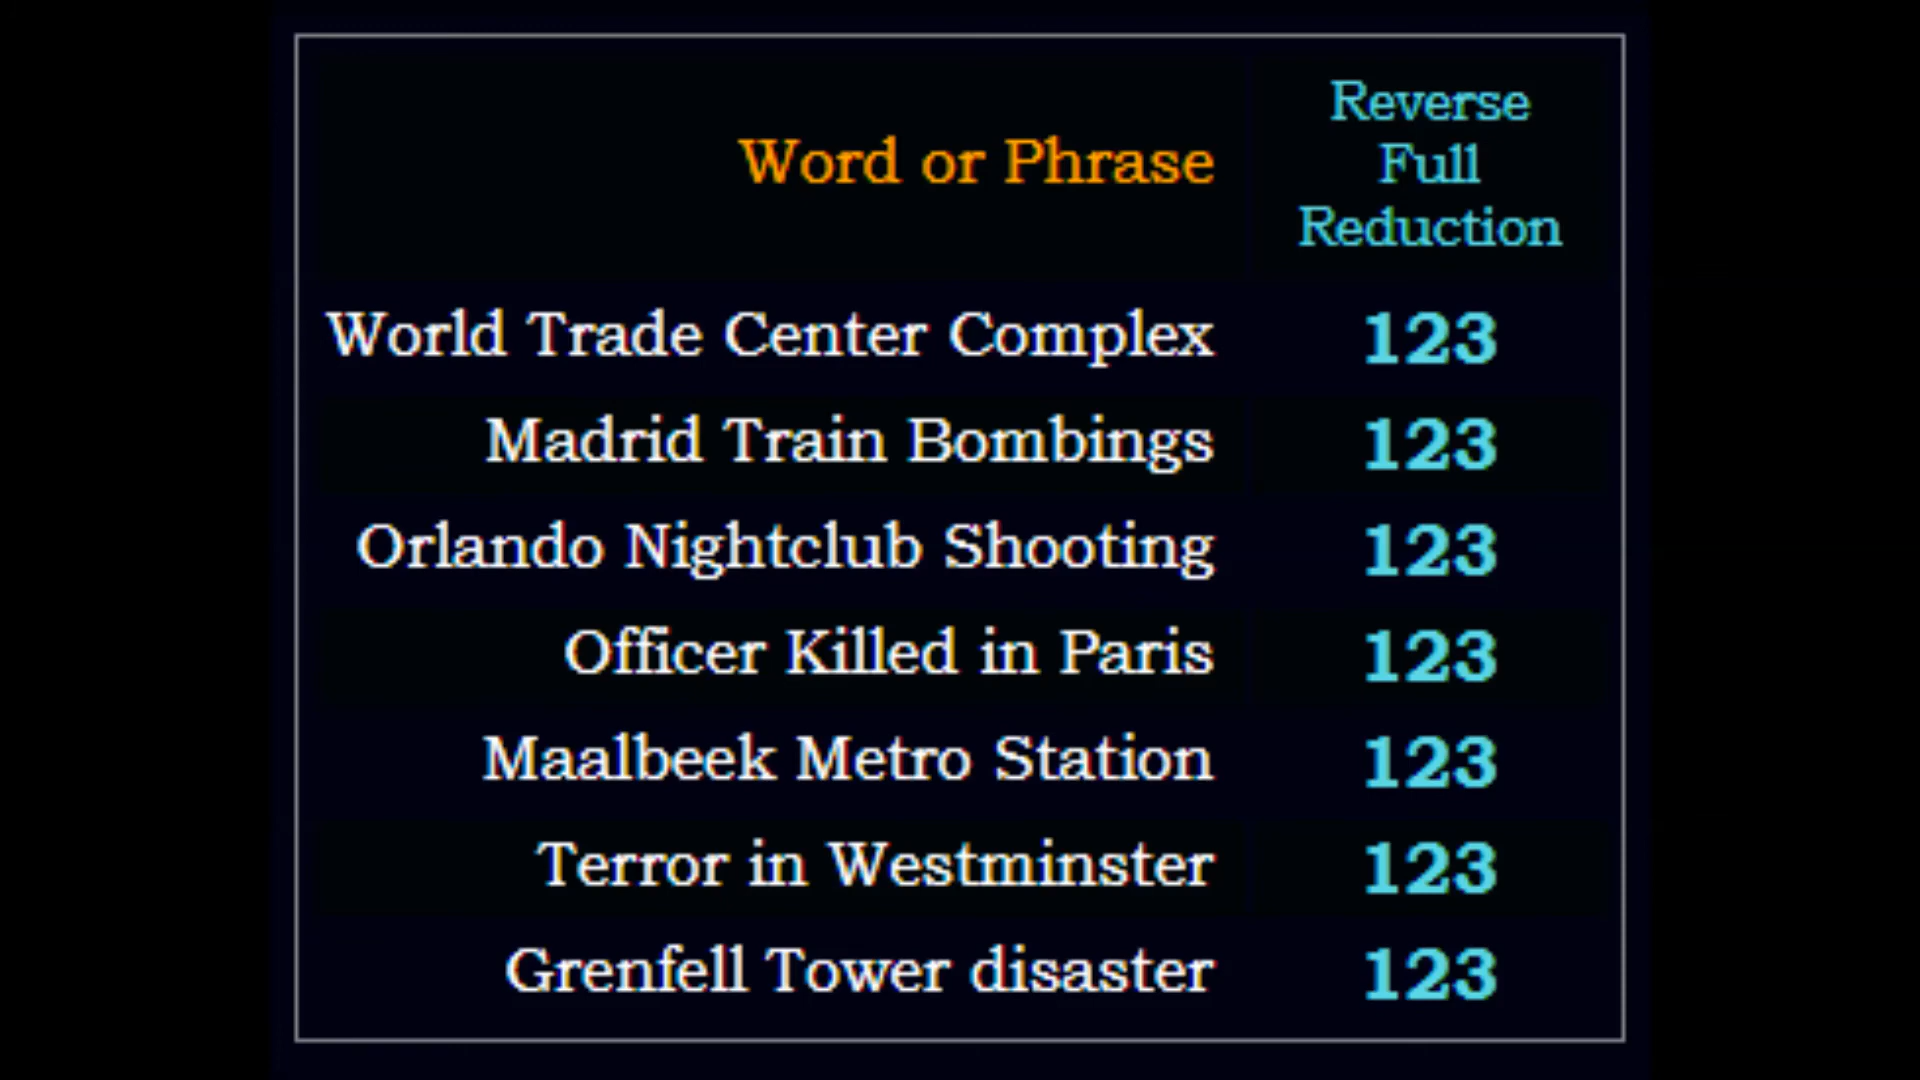 Word or Phrase
Reverse
Full
Reduction
World Trade Center Complex 123
Madrid Train Bombings 123
Orlando Nightclub Shooting 123
Officer Killed in Paris 123
Maalbeek Metro Station 123
Terror in Westminster 123
Grenfell Tower disaster 123